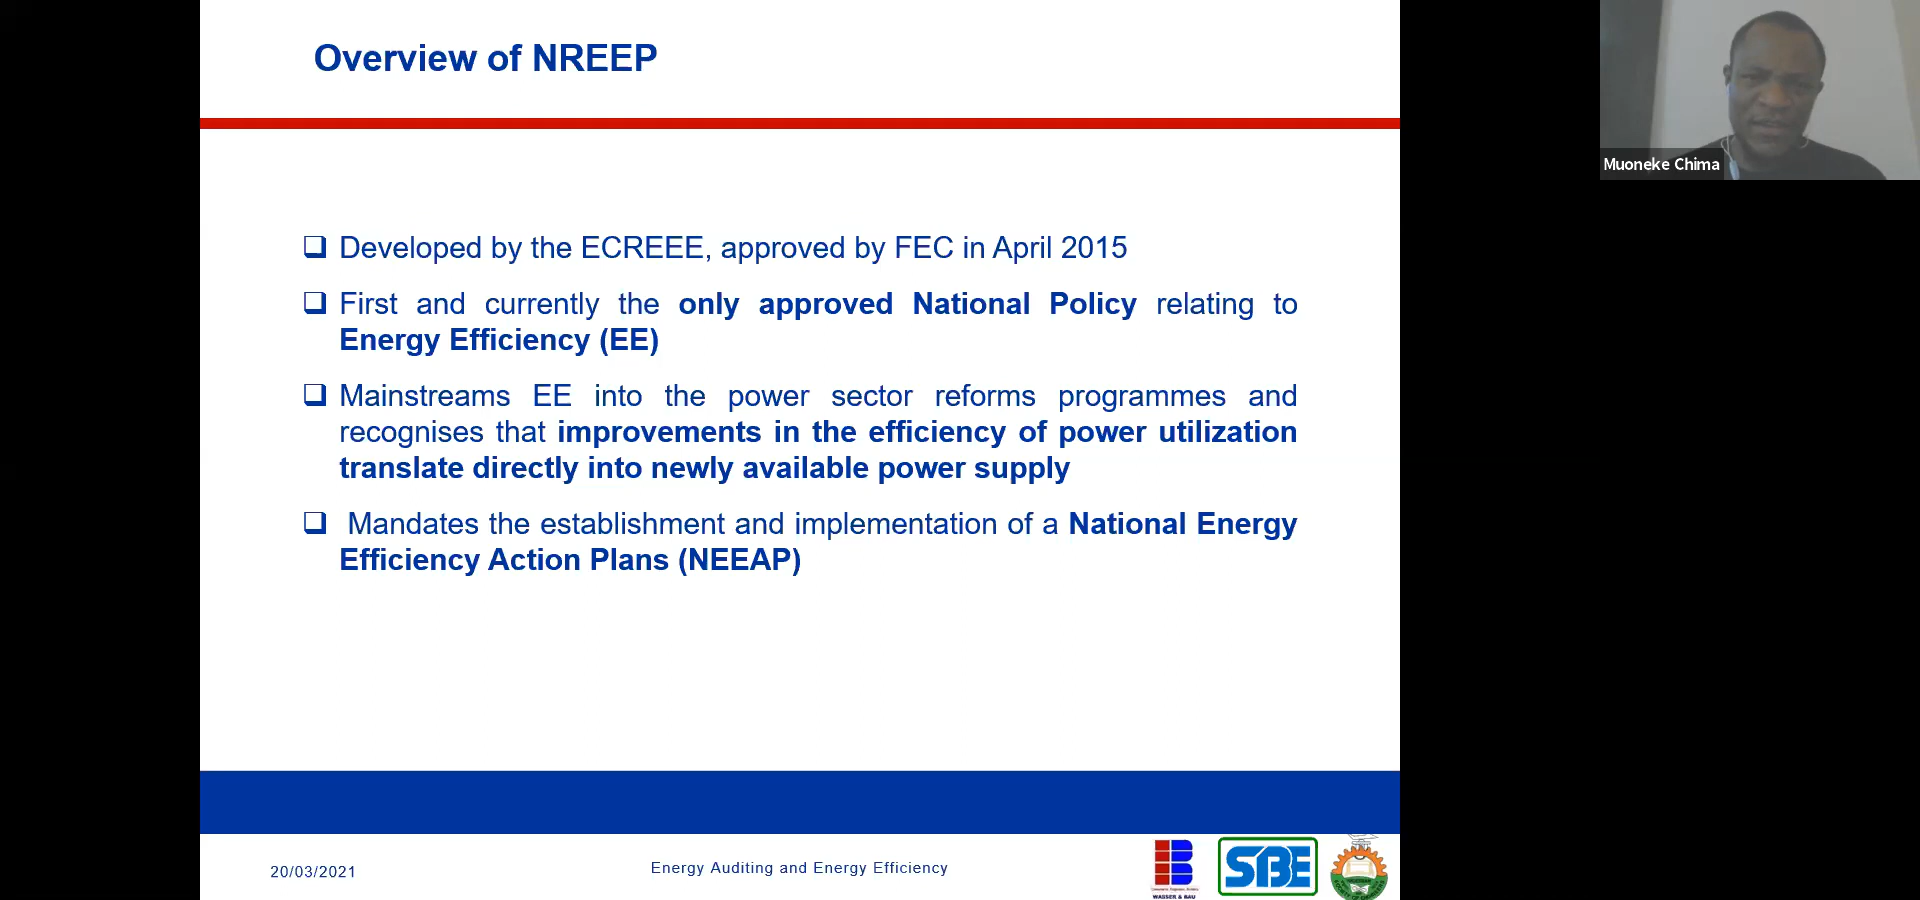 Overview of NREEP
Muoneke Chima
Developed by the ECREEE, approved by FEC in April 2015
First and currently the only approved National Policy relating to
Energy Efficiency (EE)
Mainstreams EE into the power sector reforms programmes and
recognises that improvements in the efficiency of power utilization
translate directly into newly available power supply
Mandates the establishment and implementation of a National Energy
Efficiency Action Plans (NEEAP)
20/03/2021
Energy Auditing and Energy Efficiency
WASSER & BAU
SBE